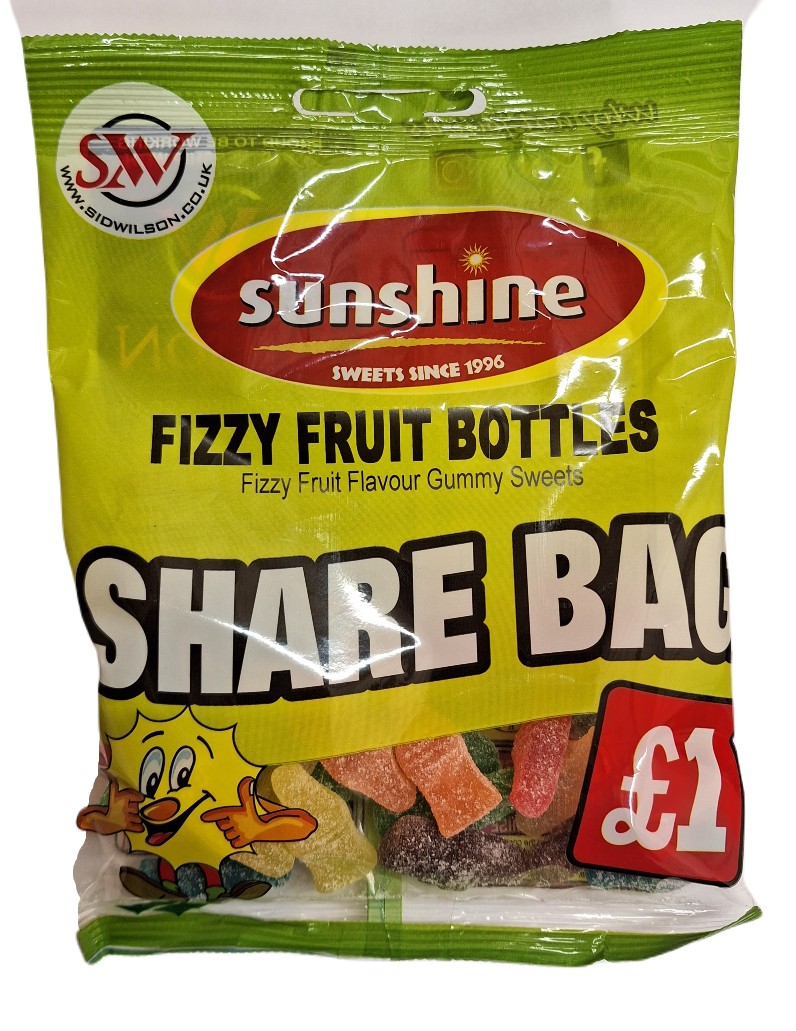 SW
WWW.SIDWILSON.CO.UK
sunshine
SWEETS SINCE 1996
FIZZY FRUIT BOTTLES
Fizzy Fruit Flavour Gummy Sweets
SHARE BAG
£1